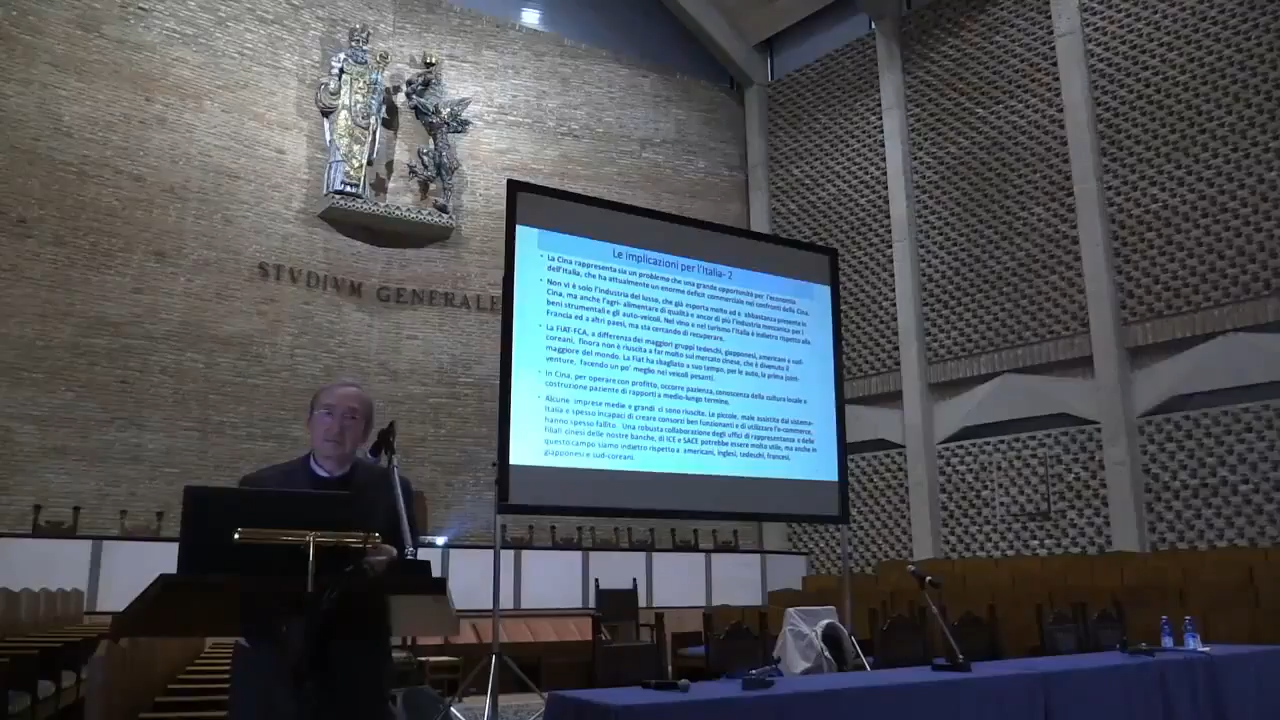 STVDIVM GENERALE
Le implicazioni per l'Italia- 2
• La Cina rappresenta sia un problema che una grande opportunità per l'economia
dell'Italia, che ha attualmente un enorme deficit commerciale nei confronti della Cina.
• Non vi è solo l'industria del lusso, che già esporta molto ed è abbastanza presente in
Cina, ma anche l'agri- alimentare di qualità e ancor di più l'industria meccanica per i
beni strumentali e gli auto-veicoli. Nel vino e nel turismo l'Italia è indietro rispetto alla
Francia ed a altri paesi, ma sta cercando di recuperare.
• La FIAT-FCA, a differenza dei maggiori gruppi tedeschi, giapponesi, americani e sud-
coreani, finora non è riuscita a far molto sul mercato cinese, che è divenuto il
maggiore del mondo. La Fiat ha sbagliato a suo tempo, per le auto, la prima joint-
venture, facendo un po' meglio nei veicoli pesanti.
• In Cina, per operare con profitto, occorre pazienza, conoscenza della cultura locale e
costruzione paziente di rapporti a medio-lungo termine.
• Alcune imprese medie e grandi ci sono riuscite. Le piccole, male assistite dal sistema-
Italia e spesso incapaci di creare consorzi ben funzionanti e di utilizzare l'e-commerce,
hanno spesso fallito. Una robusta collaborazione degli uffici di rappresentanza e delle
filiali cinesi delle nostre banche, di ICE e SACE potrebbe essere molto utile, ma anche in
questo campo siamo indietro rispetto a americani, inglesi, tedeschi, francesi,
giapponesi e sud-coreani.